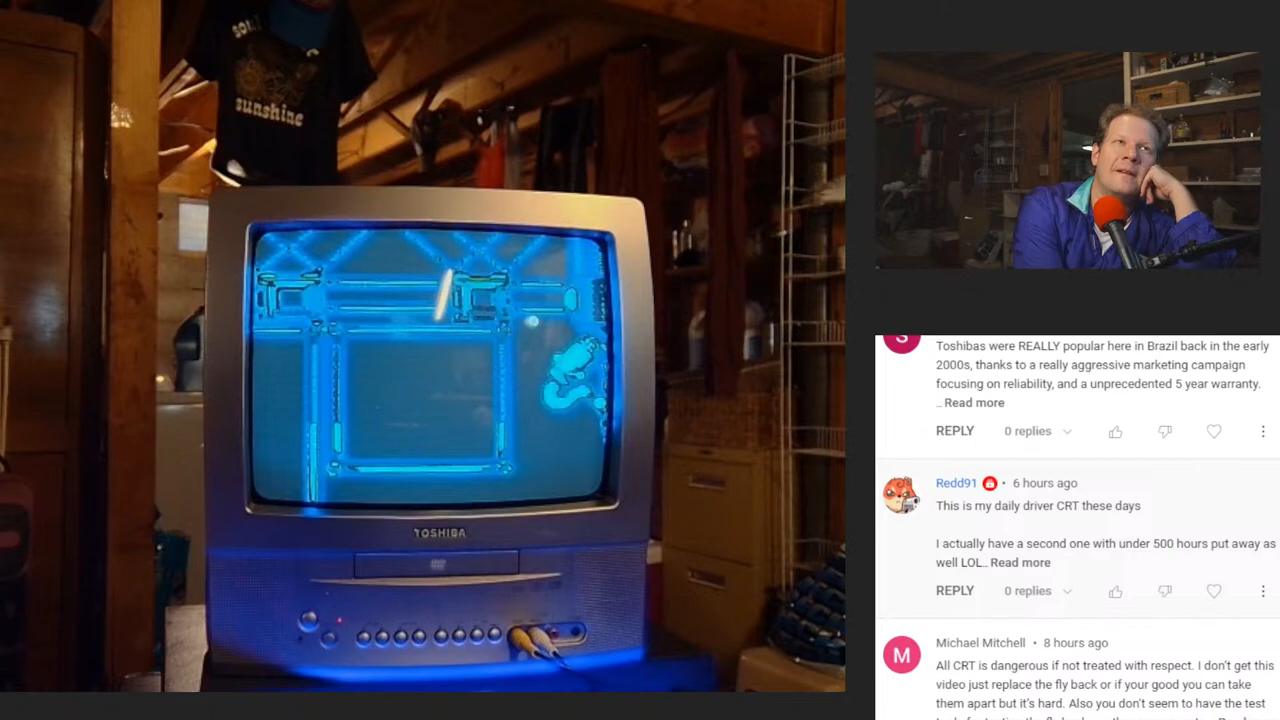 SON
sunshine
TOSHIBA
S
Toshibas were REALLY popular here in Brazil back in the early
2000s, thanks to a really aggressive marketing campaign
focusing on reliability, and a unprecedented 5 year warranty.
... Read more
REPLY 0 replies
Redd91 • 6 hours ago
This is my daily driver CRT these days
I actually have a second one with under 500 hours put away as
well LOL... Read more
REPLY 0 replies
M
Michael Mitchell • 8 hours ago
All CRT is dangerous if not treated with respect. I don't get this
video just replace the fly back or if your good you can take
them apart but it's hard. Also you don't seem to have the test